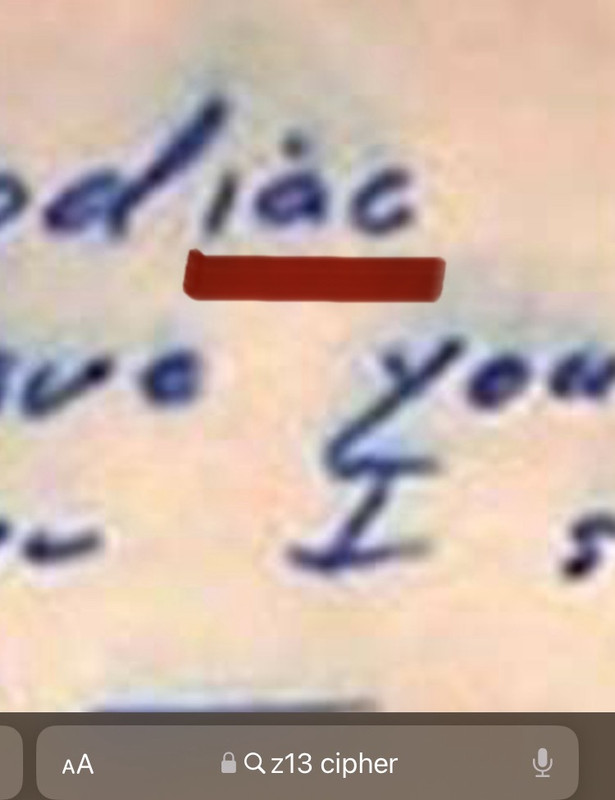 odiac
ave you
I s
AA z13 cipher